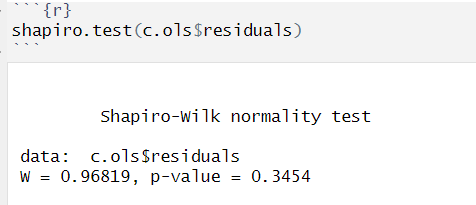 ```{r}
shapiro.test(c.ols$residuals)
```
Shapiro-Wilk normality test
data:  c.ols$residuals
W = 0.96819, p-value = 0.3454